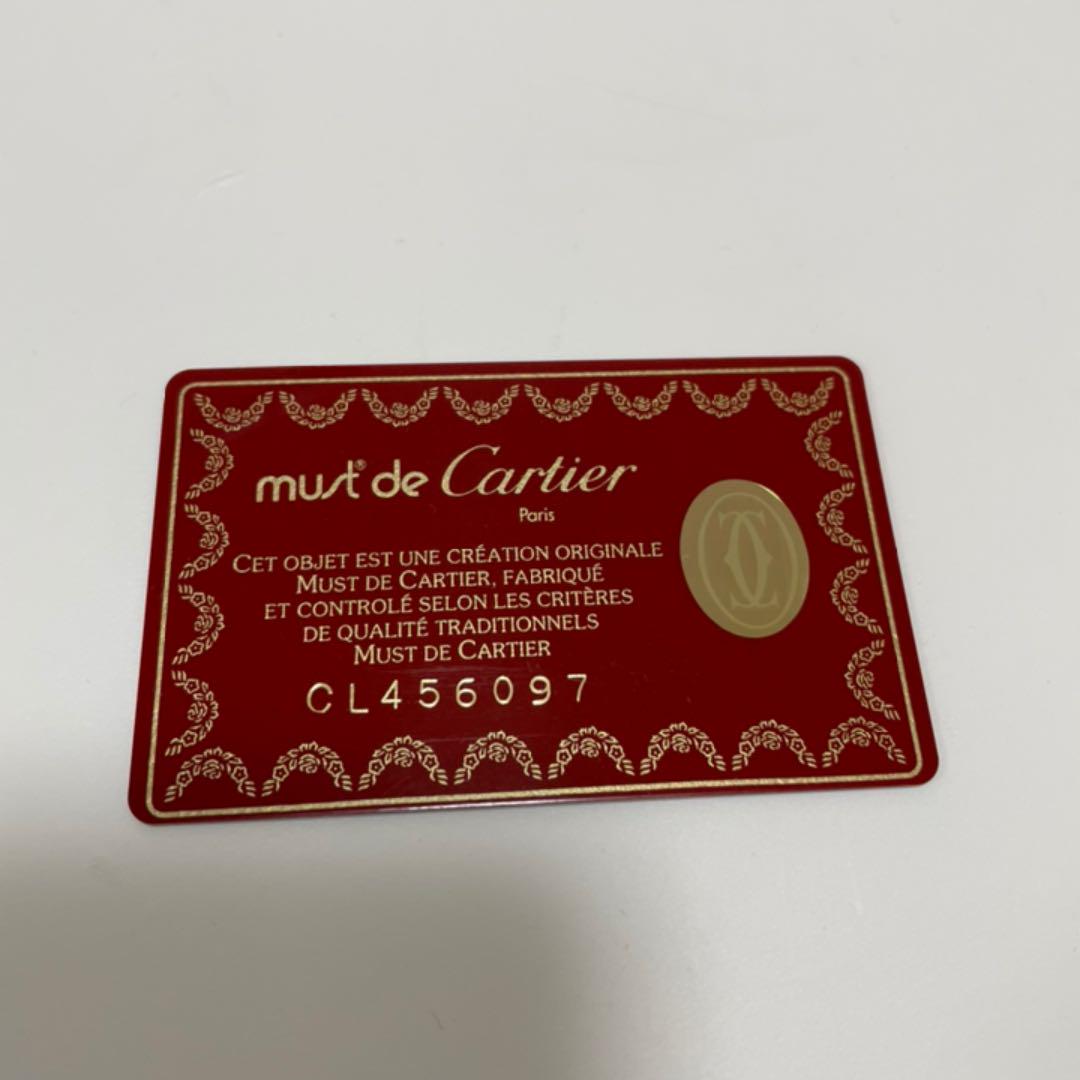 must® de Cartier
Paris
CET OBJET EST UNE CRÉATION ORIGINALE
MUST DE CARTIER, FABRIQUÉ
ET CONTROLÉ SELON LES CRITÈRES
DE QUALITÉ TRADITIONNELS
MUST DE CARTIER
CL456097